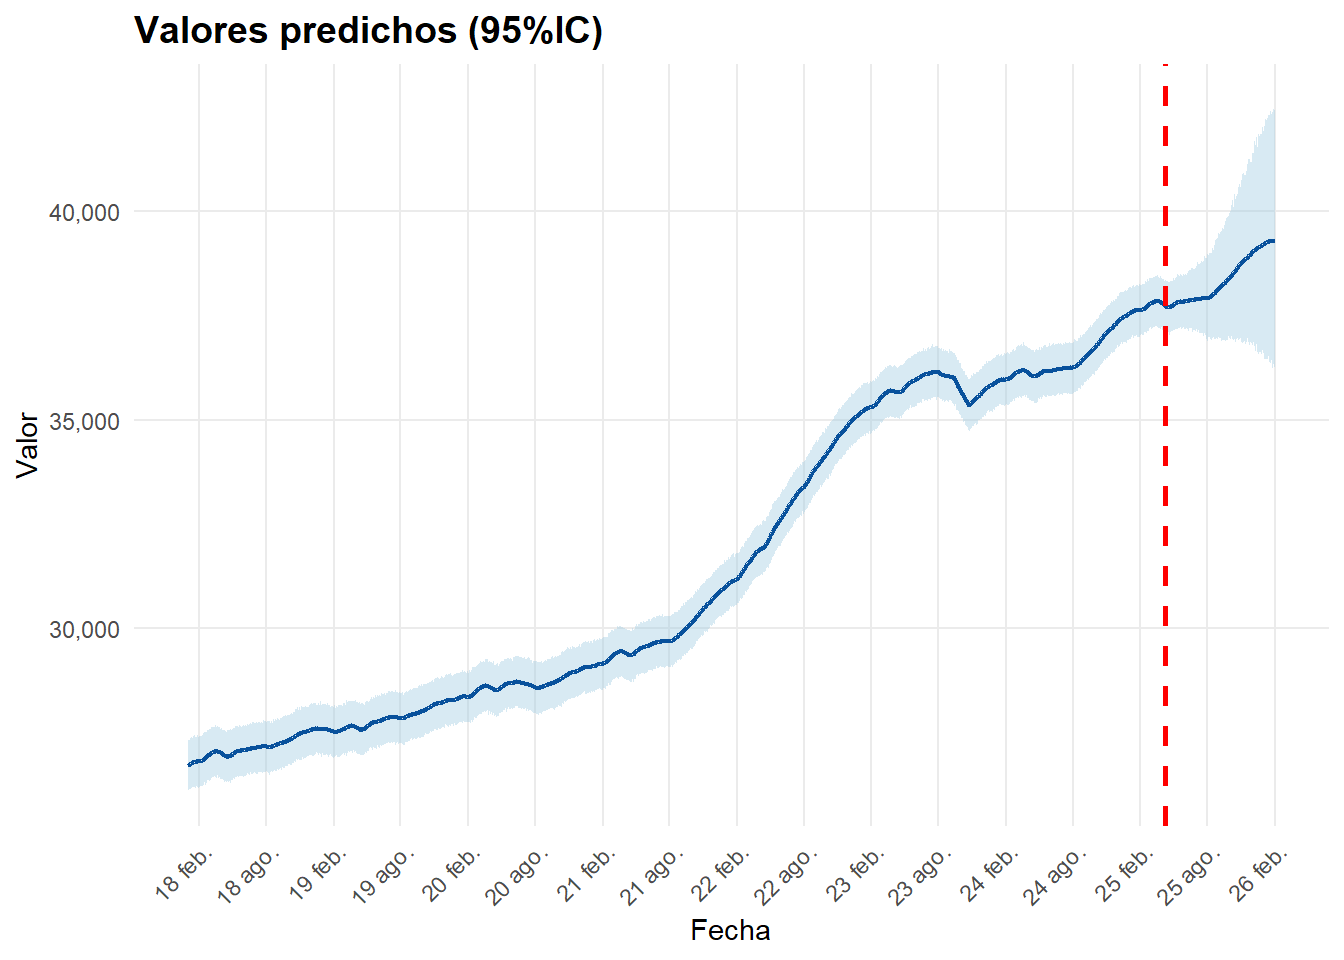 Valores predichos (95%IC)
40,000
35,000
30,000
Valor
18 feb.
18 ago.
19 feb.
19 ago.
20 feb.
20 ago.
21 feb.
21 ago.
22 feb.
22 ago.
23 feb.
23 ago.
24 feb.
24 ago.
25 feb.
25 ago.
26 feb.
Fecha